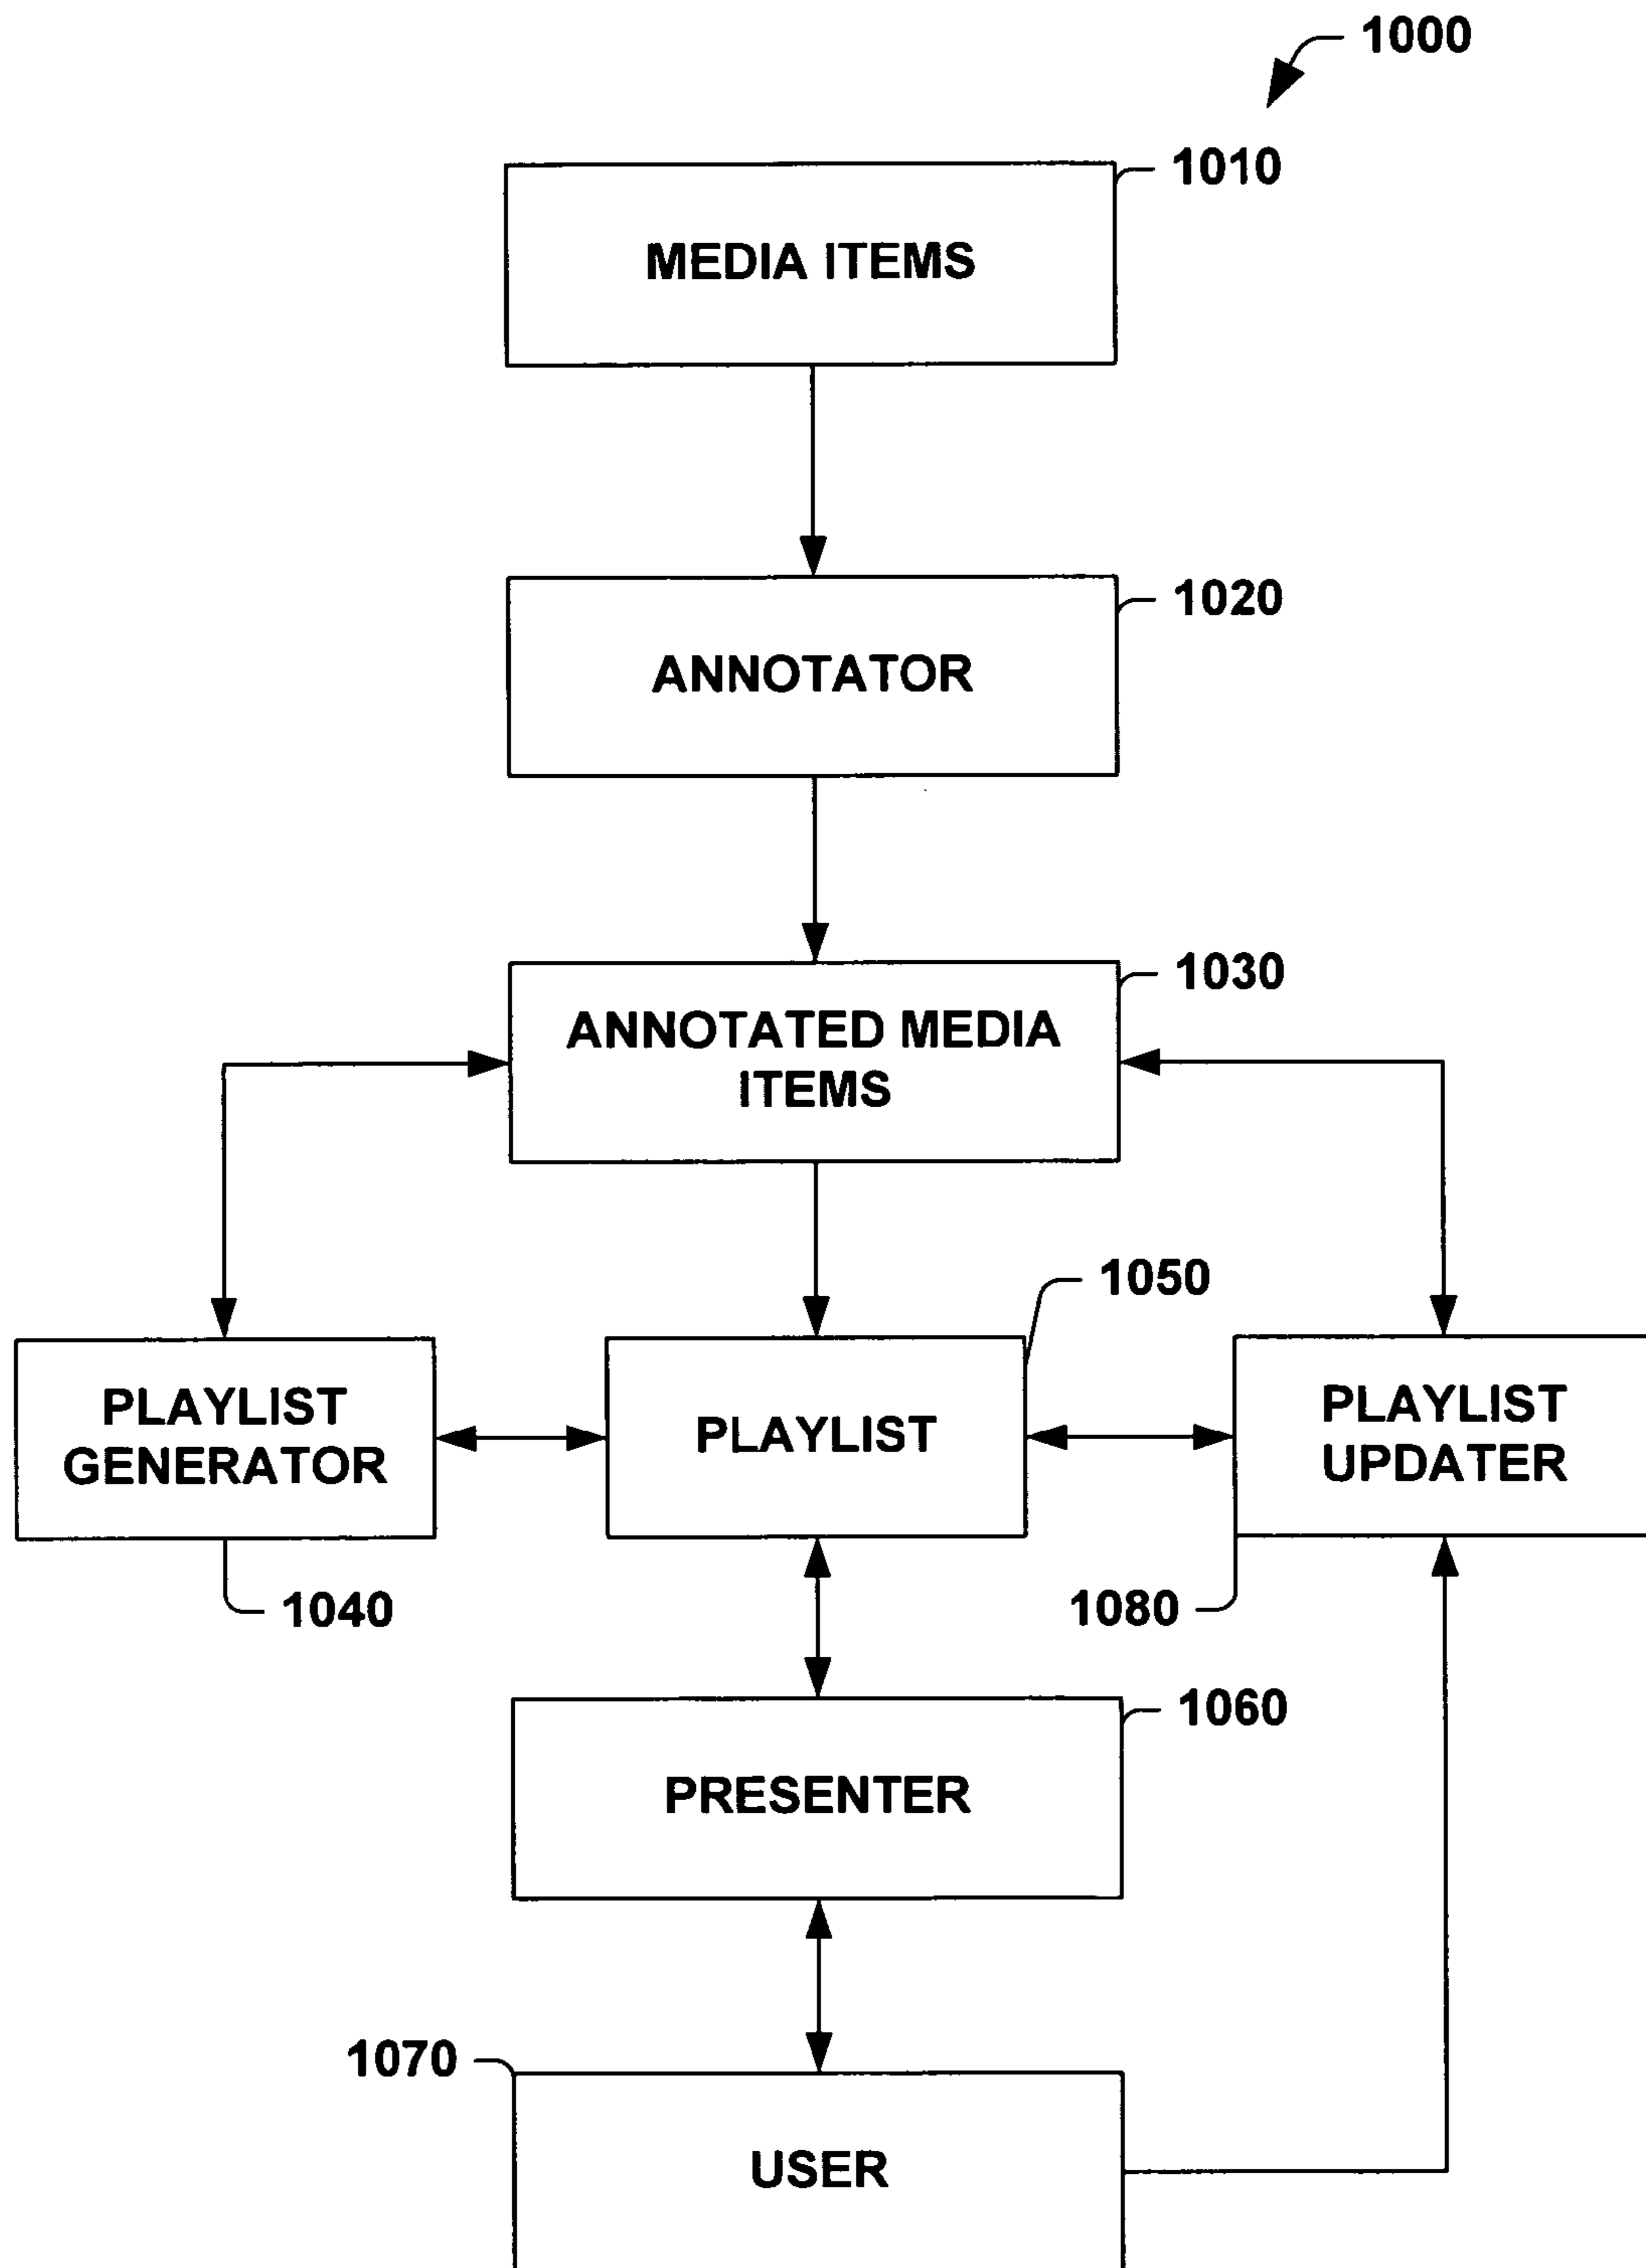 1000
1010
MEDIA ITEMS
1020
ANNOTATOR
1030
ANNOTATED MEDIA
ITEMS
1050
PLAYLIST
GENERATOR
PLAYLIST
PLAYLIST
UPDATER
1040
1080
1060
PRESENTER
1070
USER